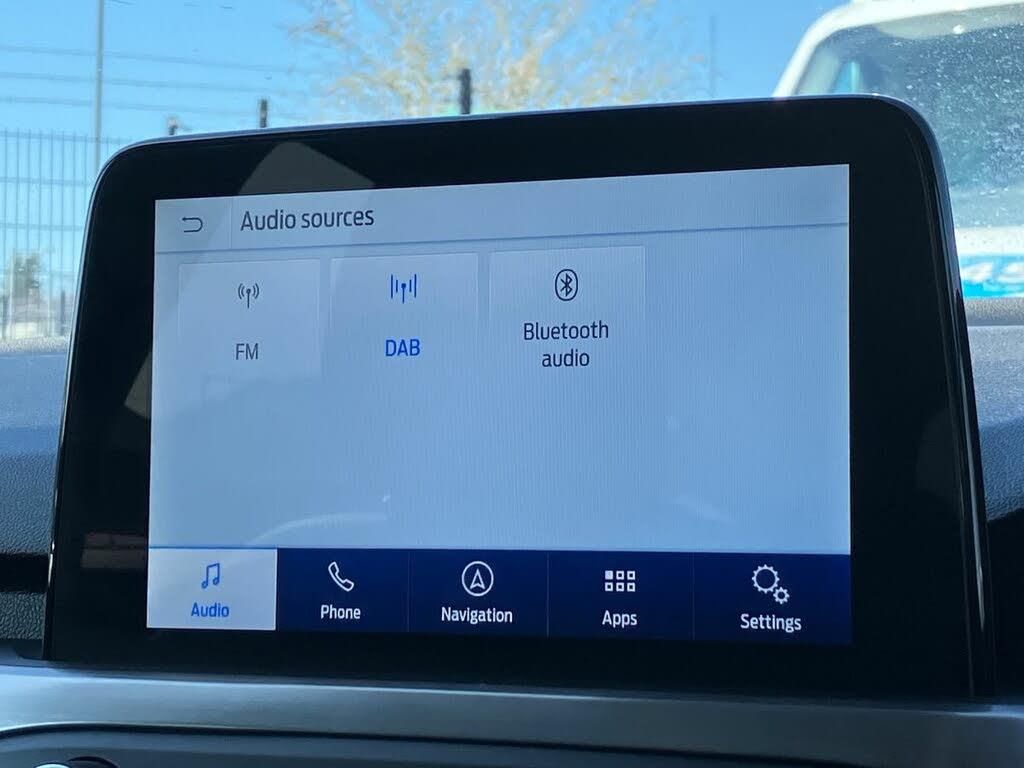 Audio sources
FM
DAB
Bluetooth
audio
Audio
Phone
Navigation
Apps
Settings